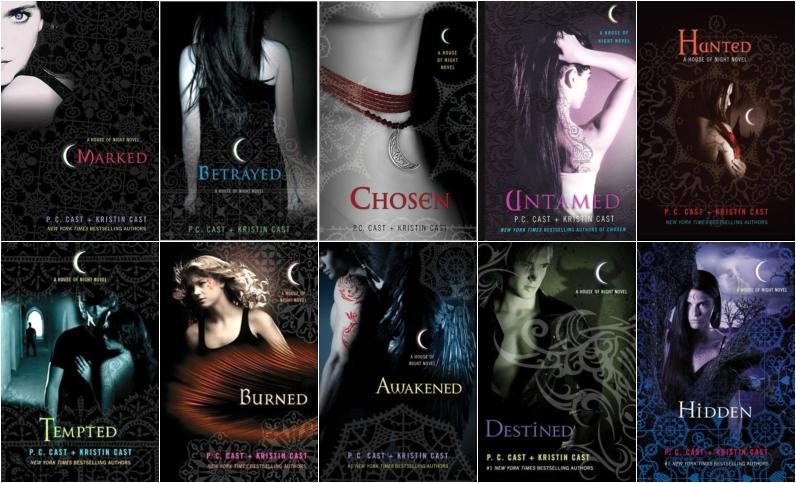 A HOUSE OF NIGHT NOVEL
MARKED
P. C. CAST + KRISTIN CAST
NEW YORK TIMES BESTSELLING AUTHORS
BETRAYED
A HOUSE OF NIGHT NOVEL
P. C. CAST + KRISTIN CAST
A HOUSE
OF NIGHT
NOVEL
CHOSEN
P.C. CAST + KRISTIN CAST
A HOUSE OF
NIGHT NOVEL
UNTAMED
P. C. CAST + KRISTIN CAST
NEW YORK TIMES BESTSELLING AUTHORS OF CHOSEN
HUNTED
A HOUSE OF NIGHT NOVEL
P. C. CAST + KRISTIN CAST
NEW YORK TIMES BESTSELLING AUTHORS
A HOUSE OF NIGHT NOVEL
TEMPTED
P. C. CAST + KRISTIN CAST
NEW YORK TIMES BESTSELLING AUTHORS
A HOUSE OF
NIGHT NOVEL
BURNED
P. C. CAST + KRISTIN CAST
NEW YORK TIMES BESTSELLING AUTHORS
A HOUSE OF
NIGHT NOVEL
AWAKENED
P. C. CAST + KRISTIN CAST
#1 NEW YORK TIMES BESTSELLING AUTHORS
A HOUSE OF NIGHT NOVEL
DESTINED
P. C. CAST + KRISTIN CAST
#1 NEW YORK TIMES BESTSELLING AUTHORS
A HOUSE OF NIGHT NOVEL
HIDDEN
P. C. CAST + KRISTIN CAST
#1 NEW YORK TIMES BESTSELLING AUTHORS